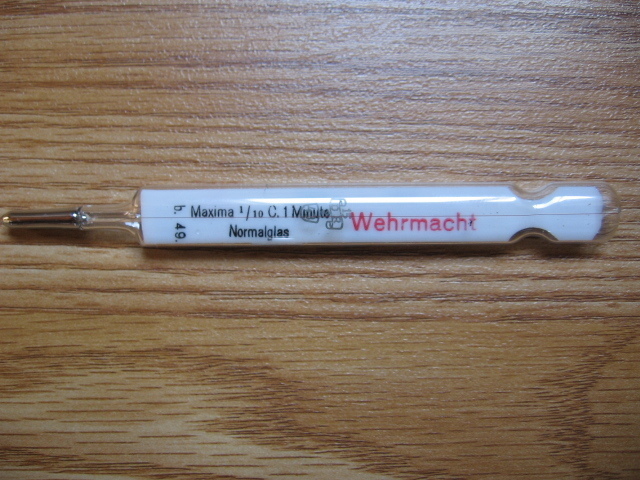 h. 49.
Maxima 1/10 C. 1 Minute
Normalglas
Wehrmacht